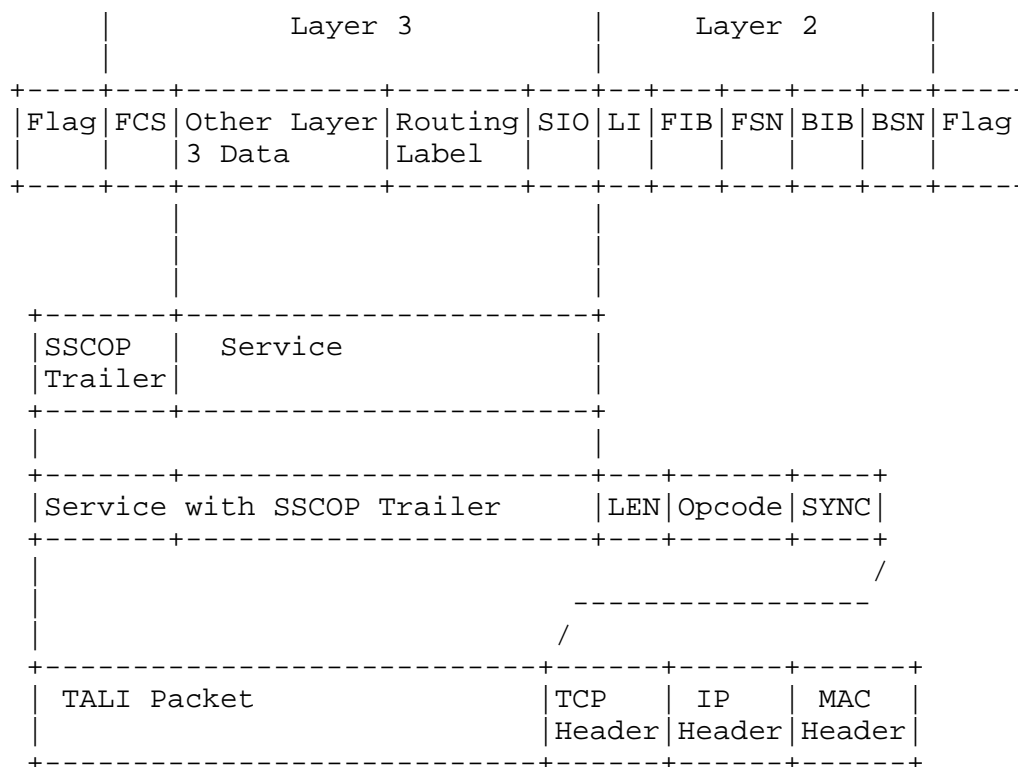 Layer 3 Layer 2
Flag FCS Other Layer Routing SIO LI FIB FSN BIB BSN Flag
3 Data Label
SSCOP Service
Trailer
Service with SSCOP Trailer LEN Opcode SYNC
TALI Packet TCP IP MAC
Header Header Header